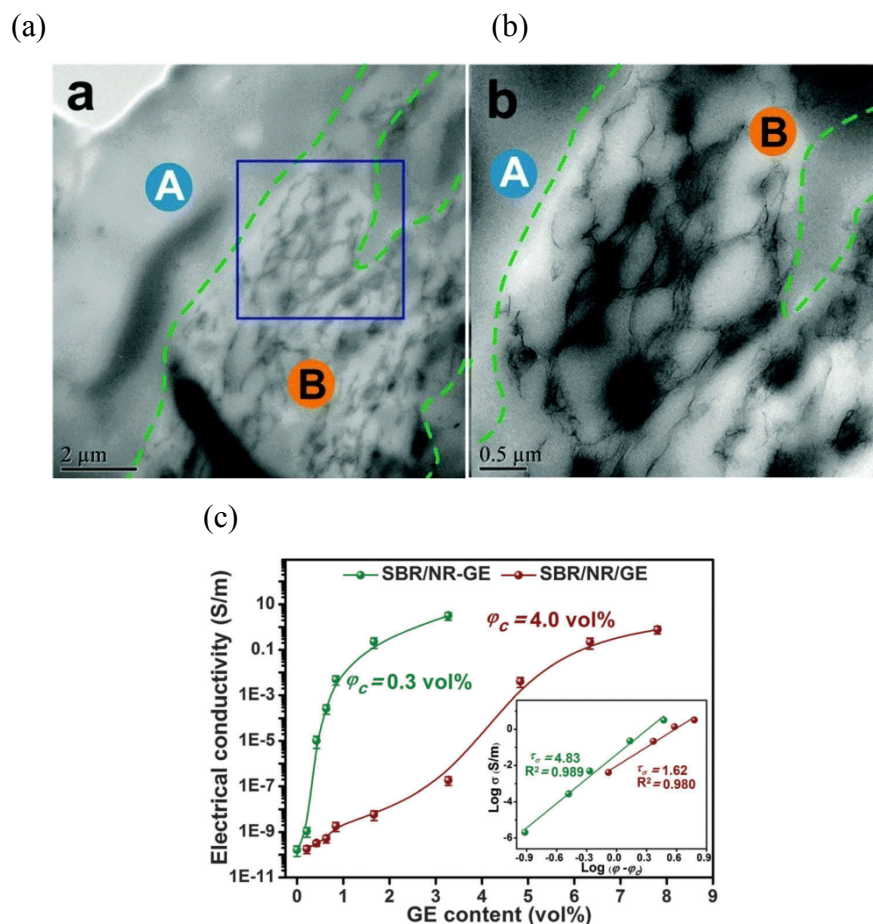 (a)
(b)
a
A
B
2 µm
b
A
B
0.5 µm
(c)
Electrical conductivity (S/m)
10
0.1
1E-3
1E-5
1E-7
1E-9
1E-11
SBR/NR-GE
SBR/NR/GE
φc = 0.3 vol%
φc = 4.0 vol%
Log σ (S/m)
0
-2
-4
-6
τσ = 4.83
R² = 0.989
τσ = 1.62
R² = 0.980
-0.9 -0.5 -0.1 0.3 0.6 0.9
Log (φ-φc)
0 1 2 3 4 5 6 7 8 9
GE content (vol%)